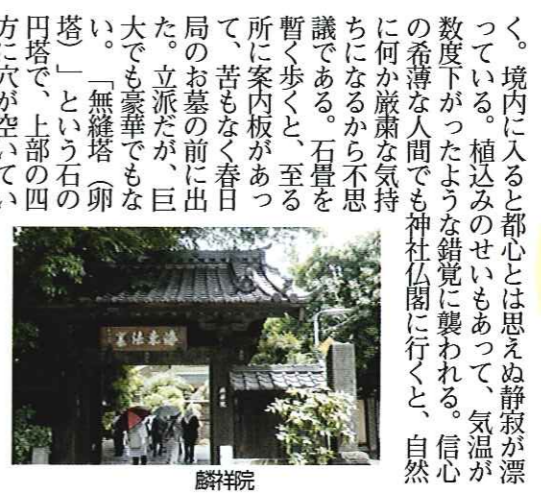 く。境内に入ると都心とは思えぬ静寂が漂
っている。植込みのせいもあって、気温が
数度下がったような錯覚に襲われる。信心
の希薄な人間でも神社仏閣に行くと、自然
に何か厳粛な気持
ちになるから不思
議である。石畳を
暫く歩くと、至る
所に案内板があっ
て、苦もなく春日
局のお墓の前に出
た。立派だが、巨
大でも豪華でもな
い。「無縫塔（卵
塔）」という石の
円塔で、上部の四
方に穴が空いてい
麟祥院